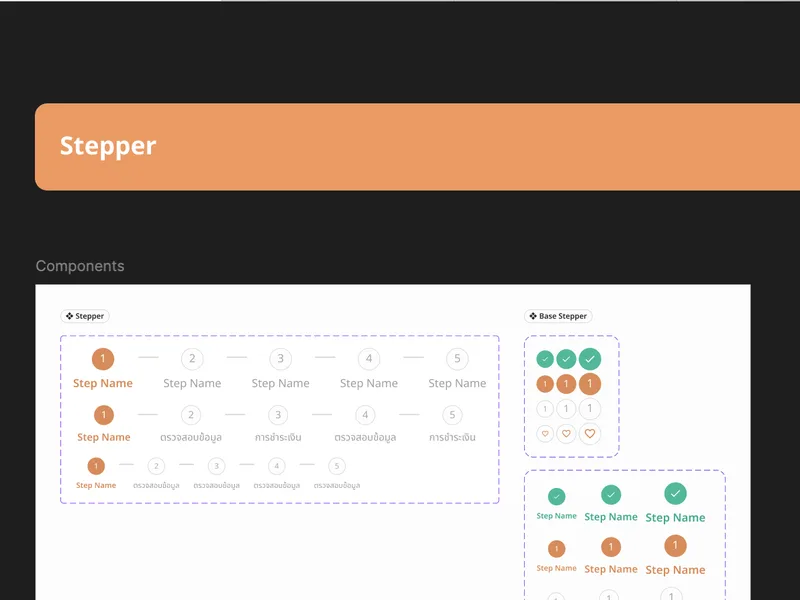 Stepper
Components
Stepper
1 2 3 4 5
Step Name Step Name Step Name Step Name Step Name
1 2 3 4 5
Step Name ตรวจสอบข้อมูล การชำระเงิน ตรวจสอบข้อมูล การชำระเงิน
1 2 3 4 5
Step Name ตรวจสอบข้อมูล ตรวจสอบข้อมูล ตรวจสอบข้อมูล ตรวจสอบข้อมูล
Base Stepper
1 1 1
1 1 1
Step Name Step Name Step Name
1 1 1
Step Name Step Name Step Name
1 1